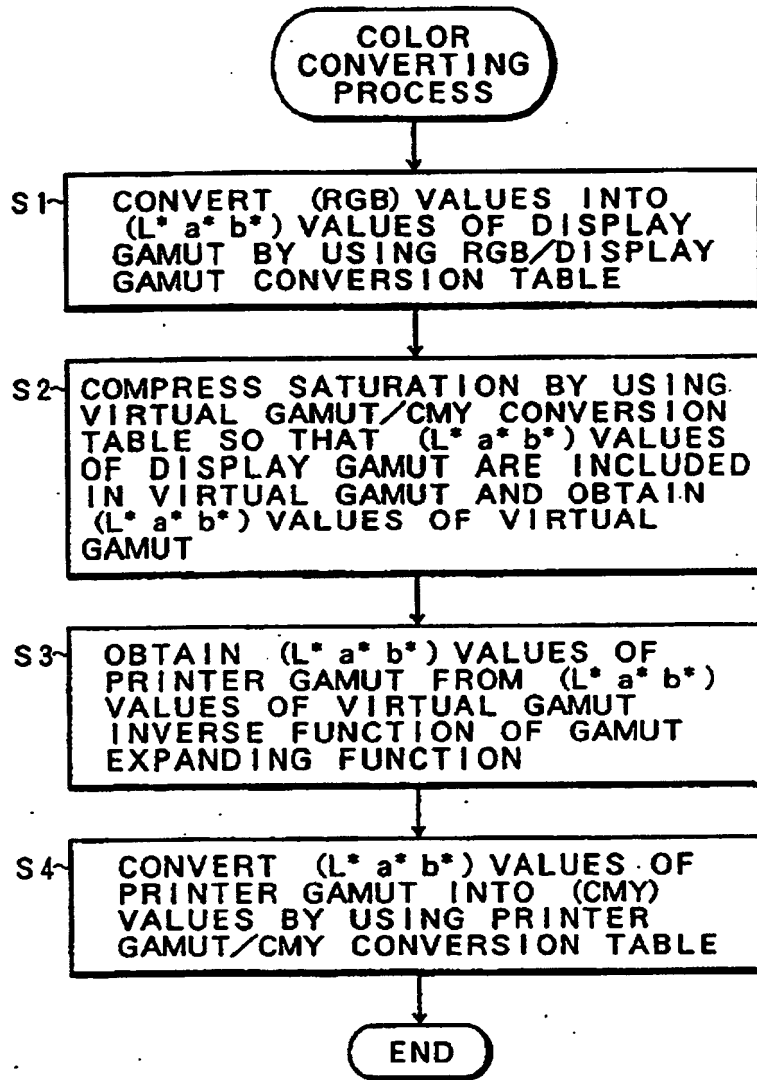 COLOR
CONVERTING
PROCESS
S1~
CONVERT (RGB) VALUES INTO
(L* a* b*) VALUES OF DISPLAY
GAMUT BY USING RGB/DISPLAY
GAMUT CONVERSION TABLE
S2~
COMPRESS SATURATION BY USING
VIRTUAL GAMUT/CMY CONVERSION
TABLE SO THAT (L* a* b*) VALUES
OF DISPLAY GAMUT ARE INCLUDED
IN VIRTUAL GAMUT AND OBTAIN
(L* a* b*) VALUES OF VIRTUAL
GAMUT
S3~
OBTAIN (L* a* b*) VALUES OF
PRINTER GAMUT FROM (L* a* b*)
VALUES OF VIRTUAL GAMUT
INVERSE FUNCTION OF GAMUT
EXPANDING FUNCTION
S4~
CONVERT (L* a* b*) VALUES OF
PRINTER GAMUT INTO (CMY)
VALUES BY USING PRINTER
GAMUT/CMY CONVERSION TABLE
END